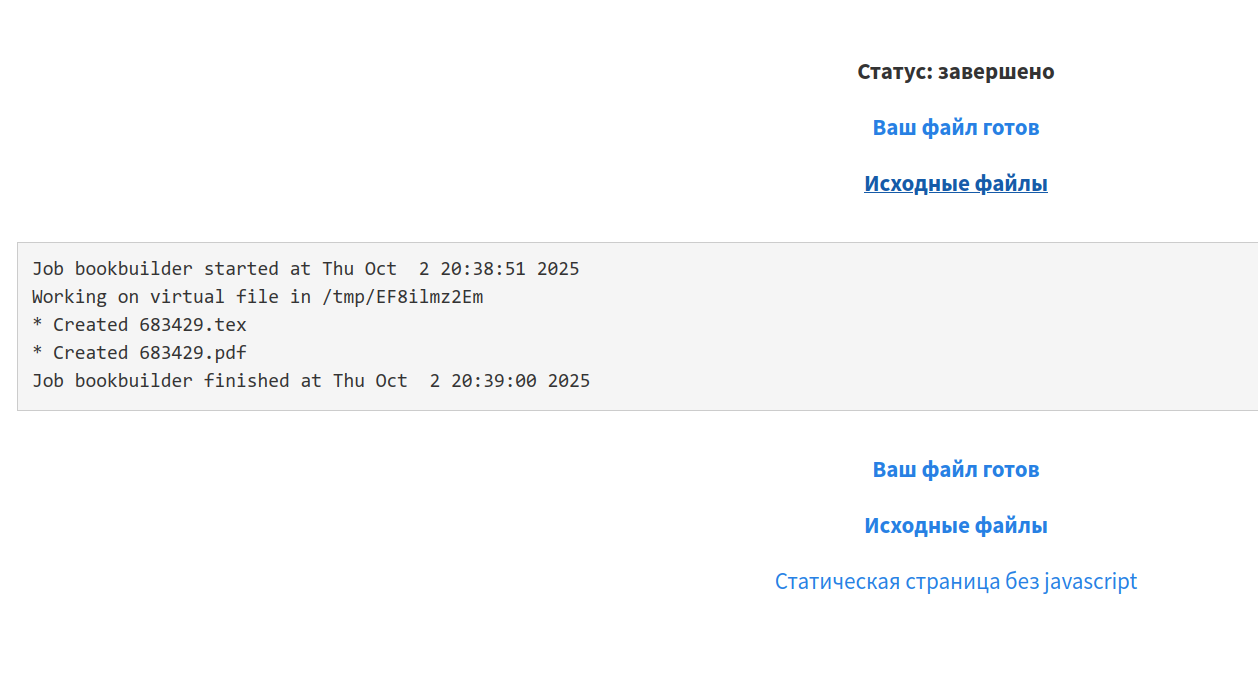 Статус: завершено
Ваш файл готов
Исходные файлы
Job bookbuilder started at Thu Oct  2 20:38:51 2025
Working on virtual file in /tmp/EF8ilmz2Em
* Created 683429.tex
* Created 683429.pdf
Job bookbuilder finished at Thu Oct  2 20:39:00 2025
Ваш файл готов
Исходные файлы
Статическая страница без javascript